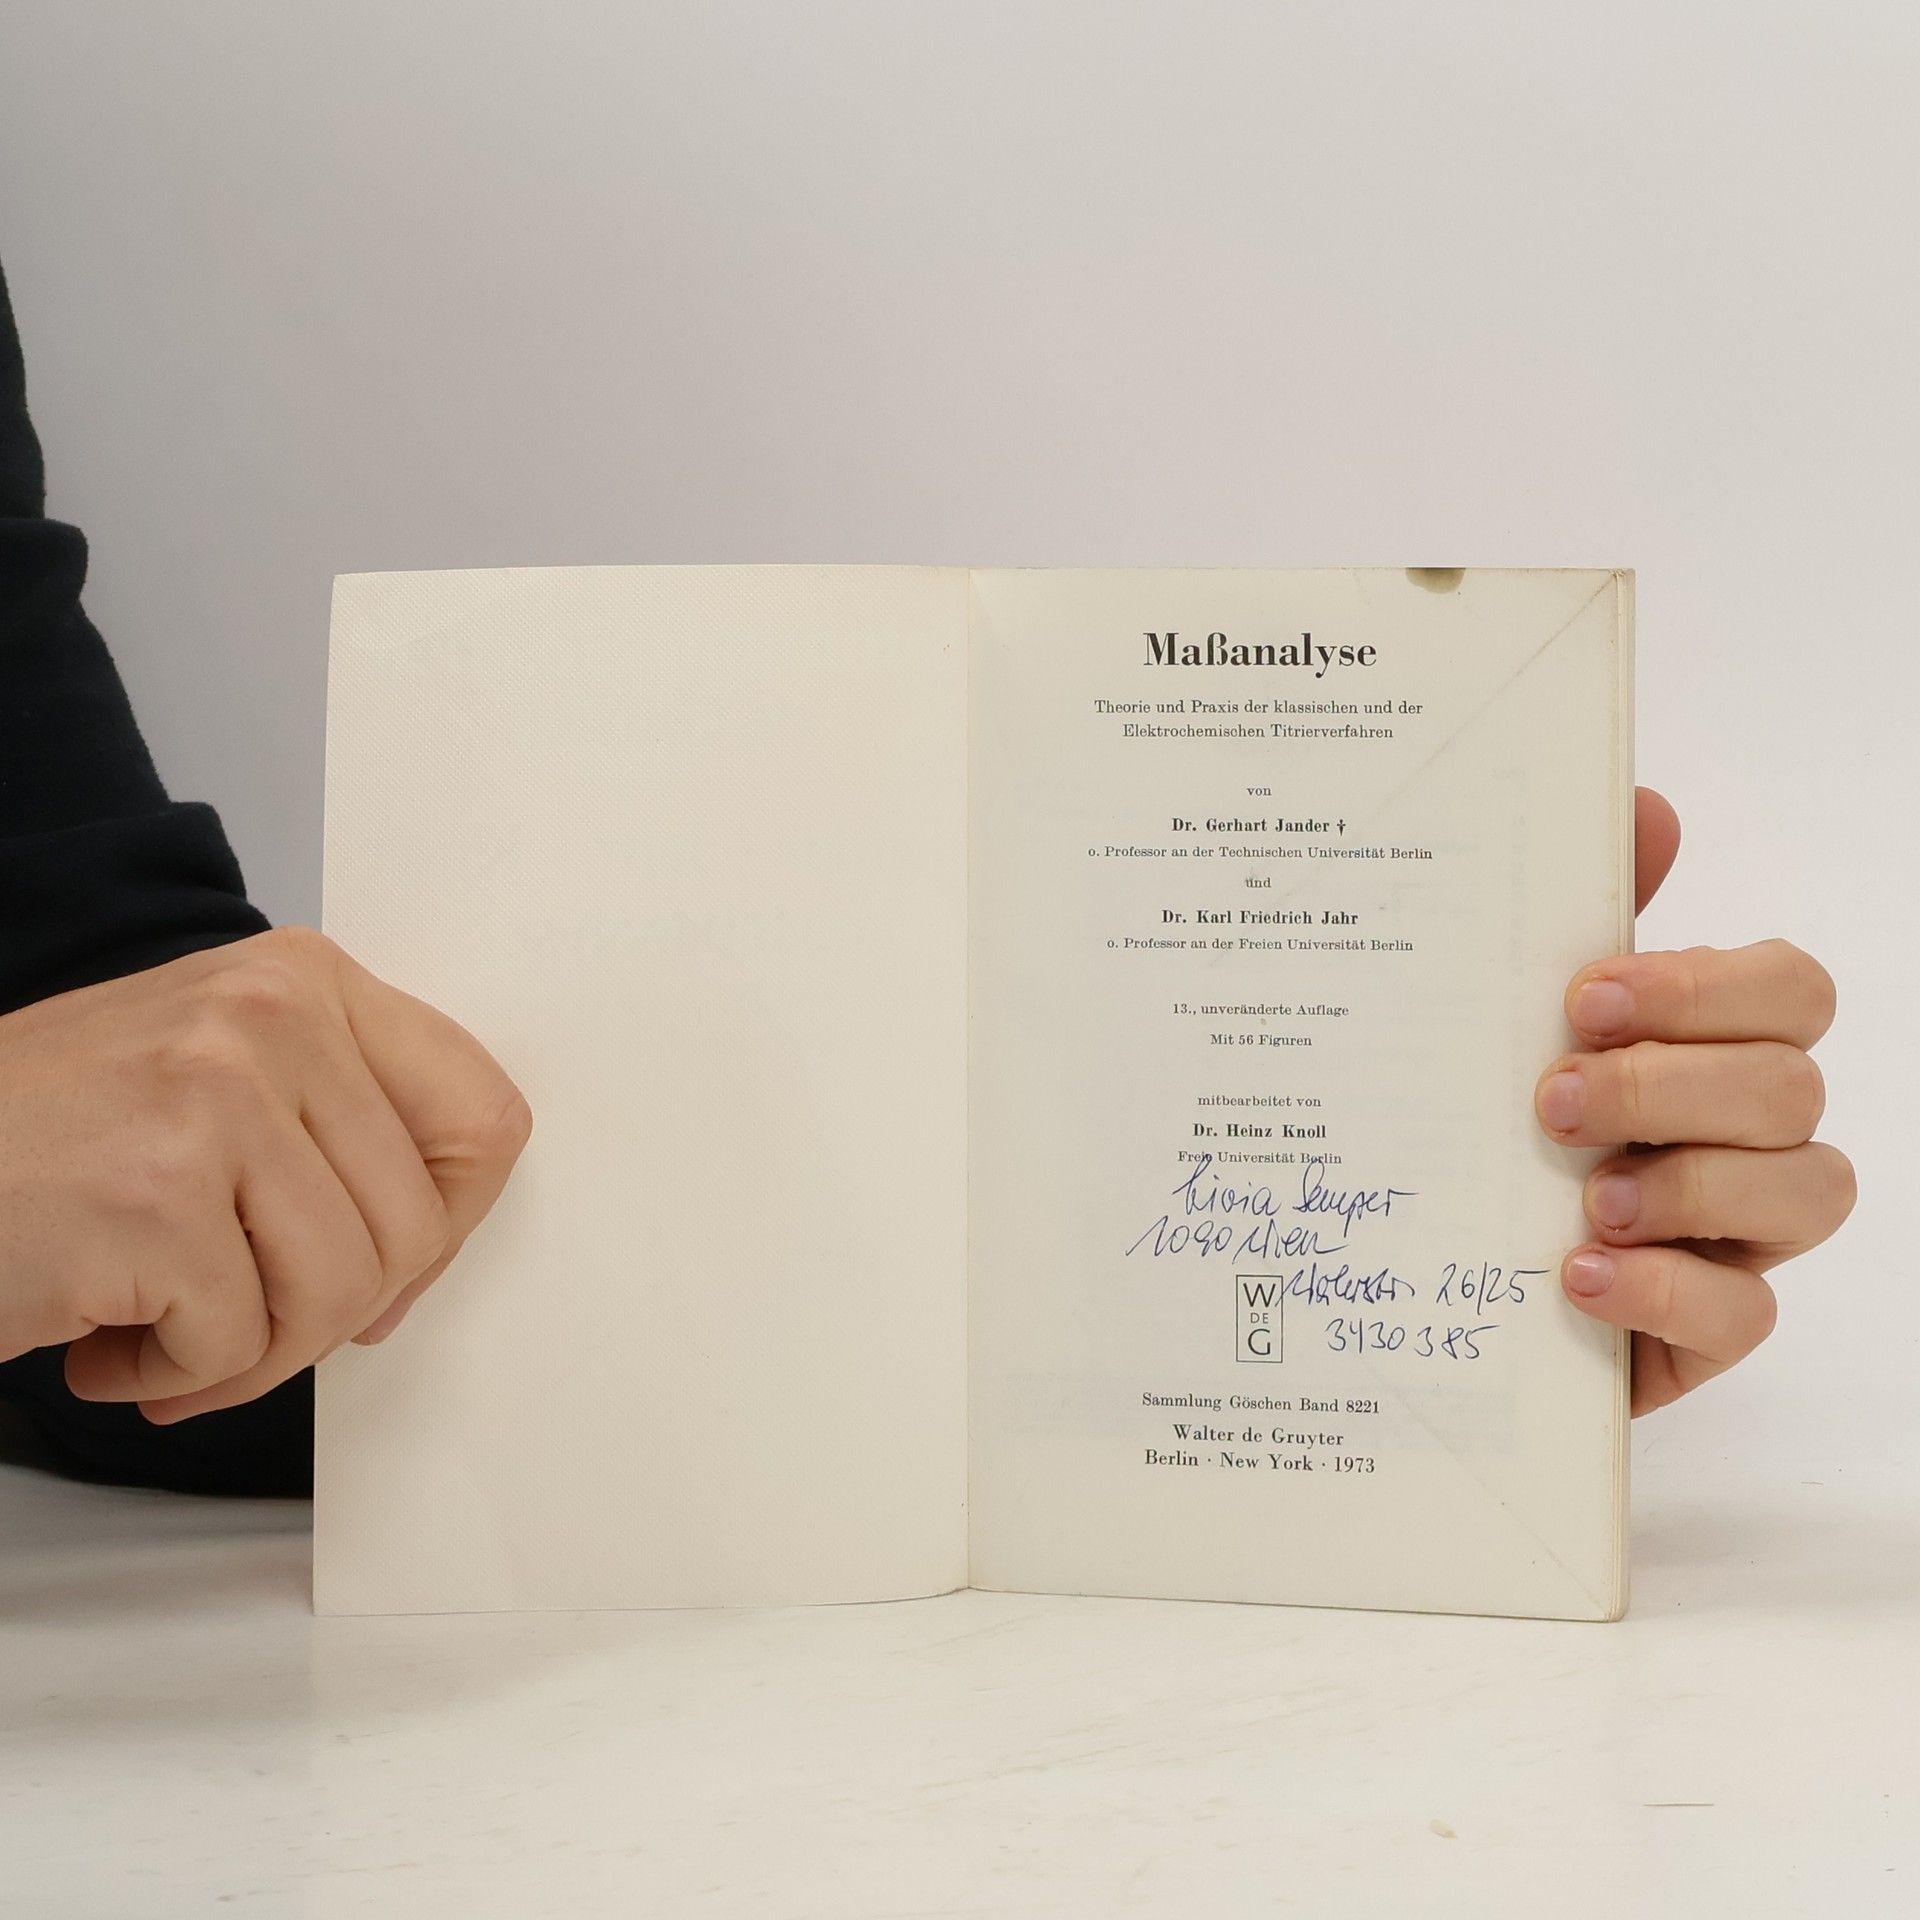 Maßanalyse
Theorie und Praxis der klassischen und der
Elektrochemischen Titrierverfahren
von
Dr. Gerhart Jander †
o. Professor an der Technischen Universität Berlin
und
Dr. Karl Friedrich Jahr
o. Professor an der Freien Universität Berlin
13., unveränderte Auflage
Mit 56 Figuren
mitbearbeitet von
Dr. Heinz Knoll
Freie Universität Berlin
Livia Semper
1090 Wien
26/25
3430385
W
DE
G
Sammlung Göschen Band 8221
Walter de Gruyter
Berlin · New York · 1973